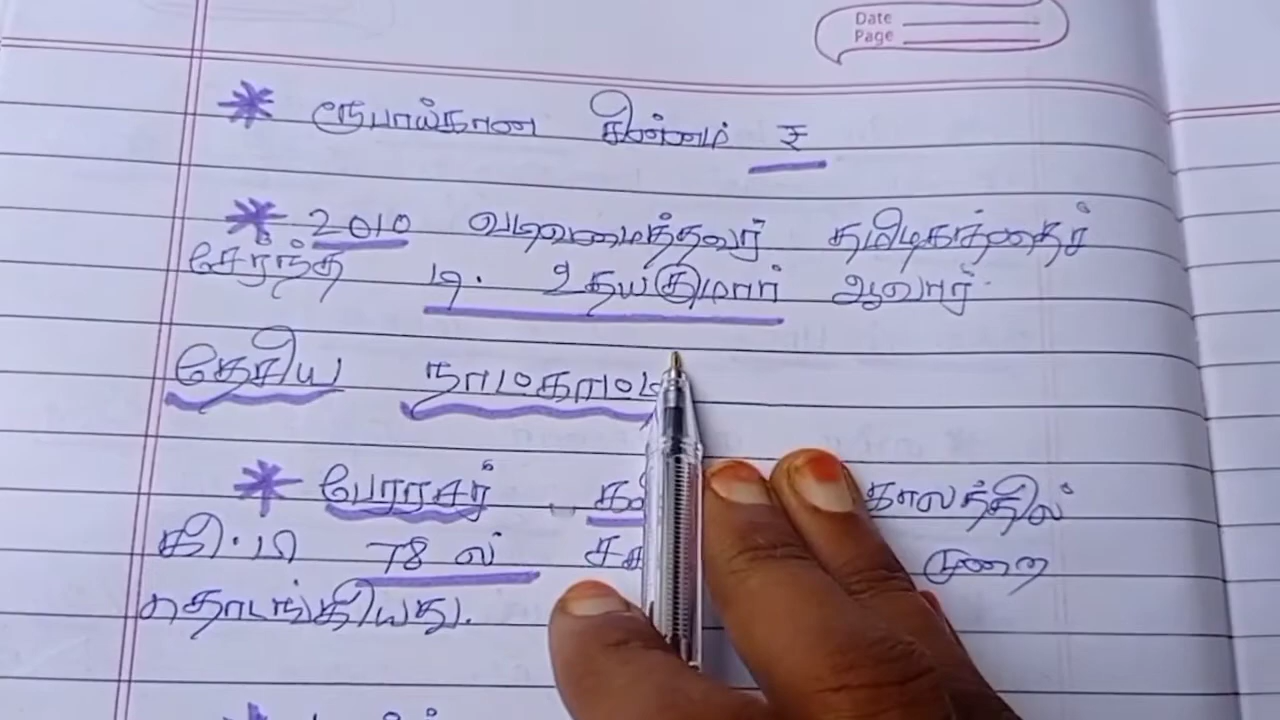 Date
Page
* ரூபாய்கான சின்னம் ₹
* 2010 வடிவமைத்தவர் தமிழகத்தைச்
சேர்ந்த டி. உதயகுமார் ஆவார்.
தேசிய
* பேரரசர் காலத்தில்
கி.பி 78 ல் முறை
தொடங்கியது.